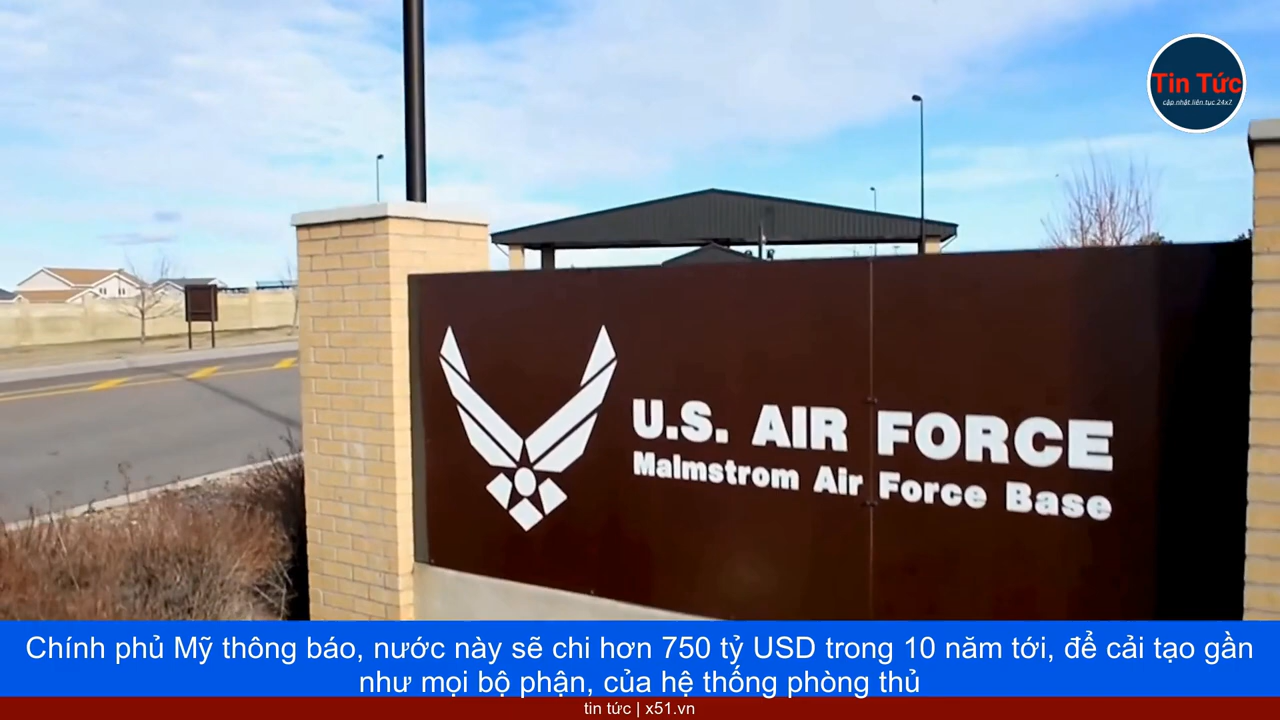 Tin Tức
cập nhật liên tục 24x7
U.S. AIR FORCE
Malmstrom Air Force Base
Chính phủ Mỹ thông báo, nước này sẽ chi hơn 750 tỷ USD trong 10 năm tới, để cải tạo gần
như mọi bộ phận, của hệ thống phòng thủ
tin tức | x51.vn